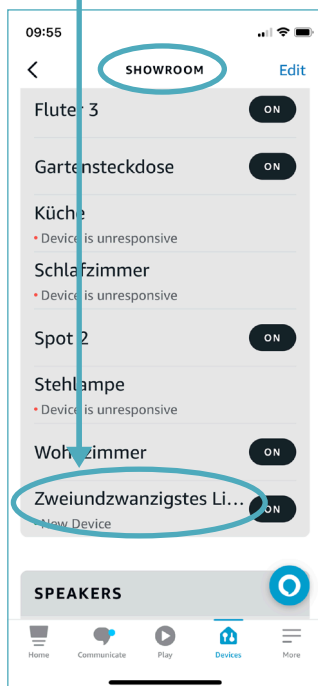 09:55
SHOWROOM Edit
Fluter 3 ON
Gartensteckdose ON
Küche
• Device is unresponsive
Schlafzimmer
• Device is unresponsive
Spot 2 ON
Stehlampe
• Device is unresponsive
Wohnzimmer ON
Zweiundzwanzigstes Li... ON
• New Device
SPEAKERS
Home Communicate Play Devices More